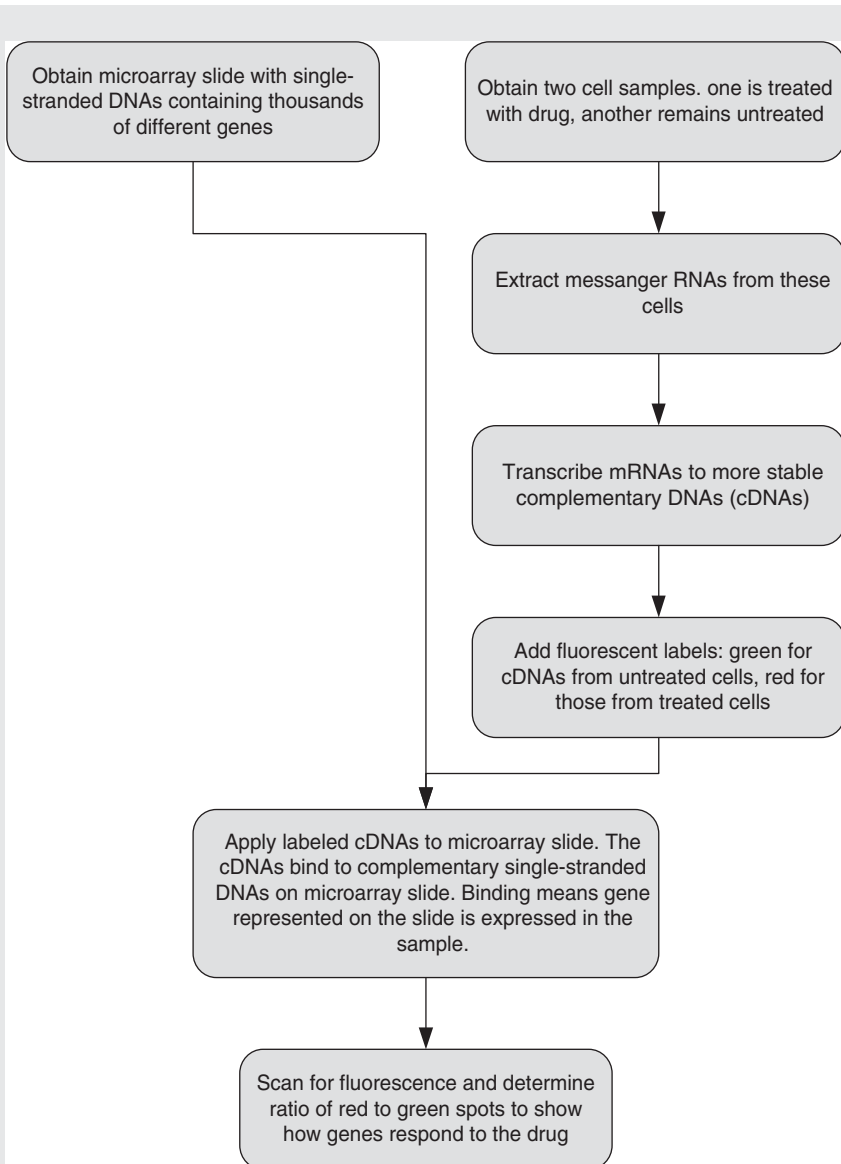 Obtain microarray slide with single-
stranded DNAs containing thousands
of different genes
Obtain two cell samples. one is treated
with drug, another remains untreated
Extract messanger RNAs from these
cells
Transcribe mRNAs to more stable
complementary DNAs (cDNAs)
Add fluorescent labels: green for
cDNAs from untreated cells, red for
those from treated cells
Apply labeled cDNAs to microarray slide. The
cDNAs bind to complementary single-stranded
DNAs on microarray slide. Binding means gene
represented on the slide is expressed in the
sample.
Scan for fluorescence and determine
ratio of red to green spots to show
how genes respond to the drug